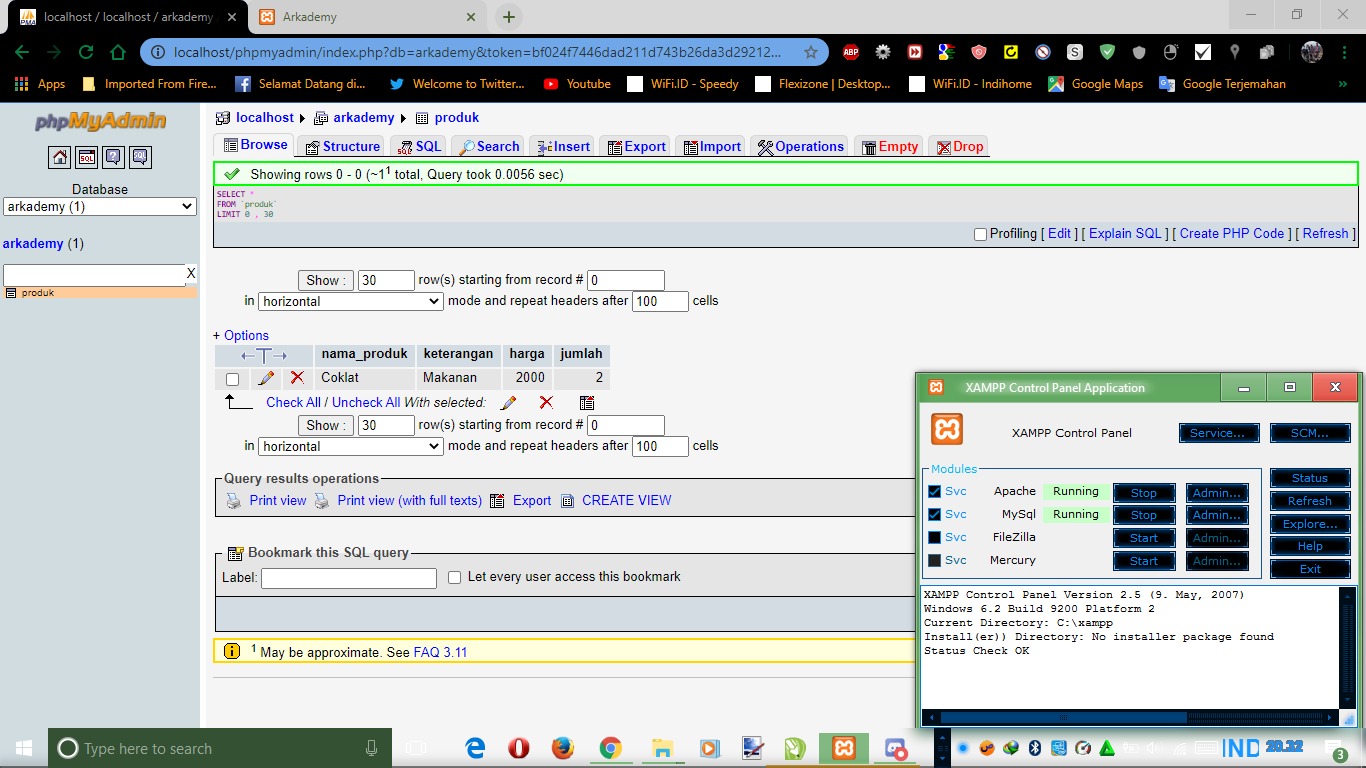 localhost / localhost / arkademy
Arkademy
localhost/phpmyadmin/index.php?db=arkademy&token=bf024f7446dad211d743b26da3d29212...
ABP
Apps
Imported From Fire...
Selamat Datang di...
Welcome to Twitter...
Youtube
WiFi.ID - Speedy
Flexizone | Desktop...
WiFi.ID - Indihome
Google Maps
Google Terjemahan
phpMyAdmin
SQL
Database
arkademy (1)
arkademy (1)
X
produk
localhost
arkademy
produk
Browse
Structure
SQL
Search
Insert
Export
Import
Operations
Empty
Drop
Showing rows 0 - 0 (~1¹ total, Query took 0.0056 sec)
SELECT *
FROM `produk`
LIMIT 0 , 30
Profiling [ Edit ] [ Explain SQL ] [ Create PHP Code ] [ Refresh ]
Show : 30 row(s) starting from record # 0
in horizontal mode and repeat headers after 100 cells
+ Options
←T→ nama_produk keterangan harga jumlah
Coklat Makanan 2000 2
Check All / Uncheck All With selected:
Show : 30 row(s) starting from record # 0
in horizontal mode and repeat headers after 100 cells
Query results operations
Print view
Print view (with full texts)
Export
CREATE VIEW
Bookmark this SQL query
Label:
Let every user access this bookmark
¹ May be approximate. See FAQ 3.11
XAMPP Control Panel Application
XAMPP Control Panel
Service...
SCM...
Modules
Svc Apache Running Stop Admin...
Svc MySql Running Stop Admin...
Svc FileZilla Start Admin...
Svc Mercury Start Admin...
Status
Refresh
Explore...
Help
Exit
XAMPP Control Panel Version 2.5 (9. May, 2007)
Windows 6.2 Build 9200 Platform 2
Current Directory: C:\xampp
Install(er)) Directory: No installer package found
Status Check OK
Type here to search
IND
20.32
3